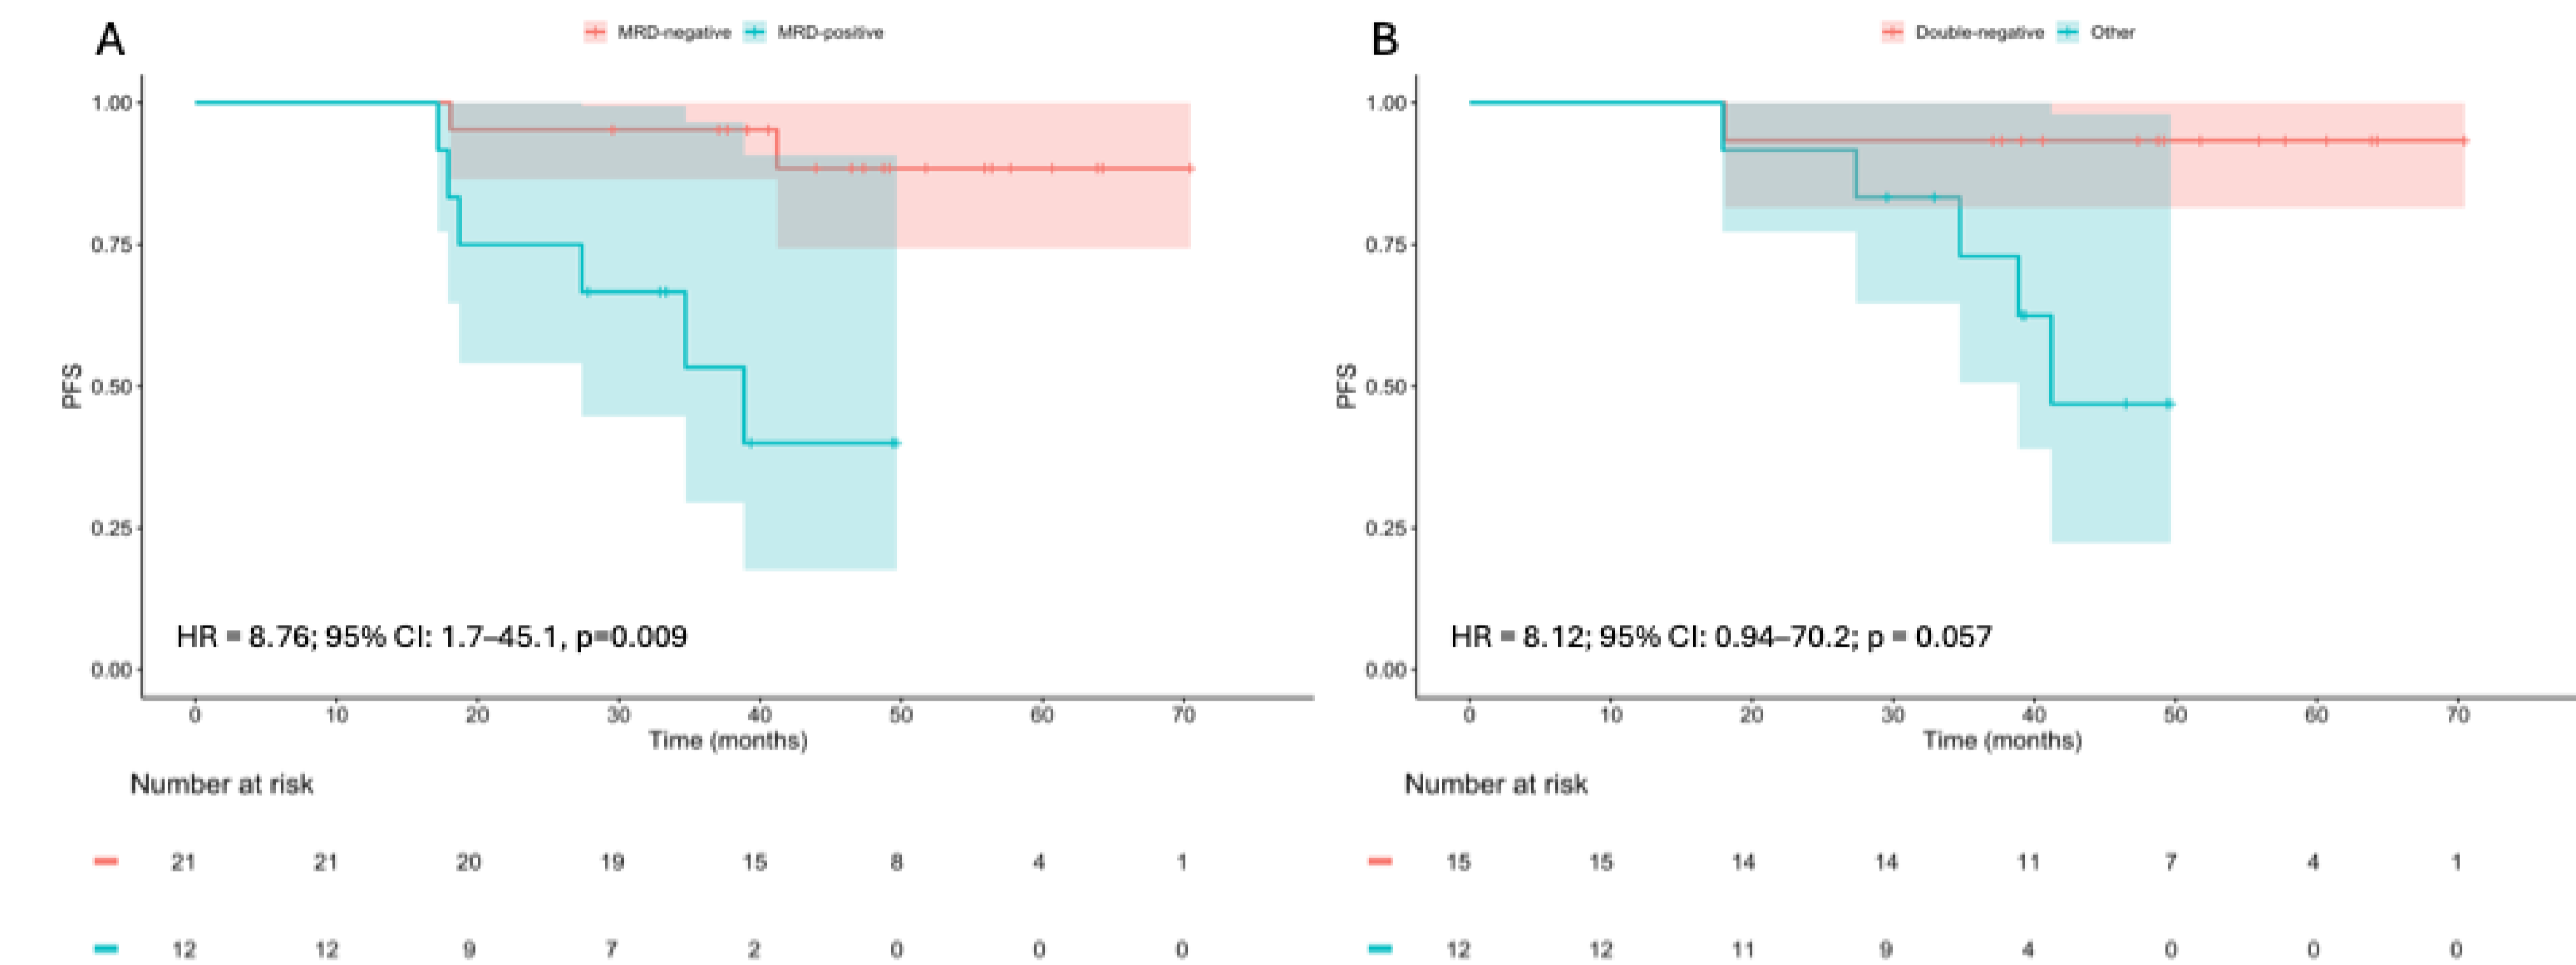 A
MRD-negative MRD-positive
1.00
0.75
0.50
0.25
0.00
PFS
HR = 8.76; 95% CI: 1.7–45.1, p=0.009
0 10 20 30 40 50 60 70
Time (months)
Number at risk
21 21 20 19 15 8 4 1
12 12 9 7 2 0 0 0
B
Double-negative Other
1.00
0.75
0.50
0.25
0.00
PFS
HR = 8.12; 95% CI: 0.94–70.2; p = 0.057
0 10 20 30 40 50 60 70
Time (months)
Number at risk
15 15 14 14 11 7 4 1
12 12 11 9 4 0 0 0